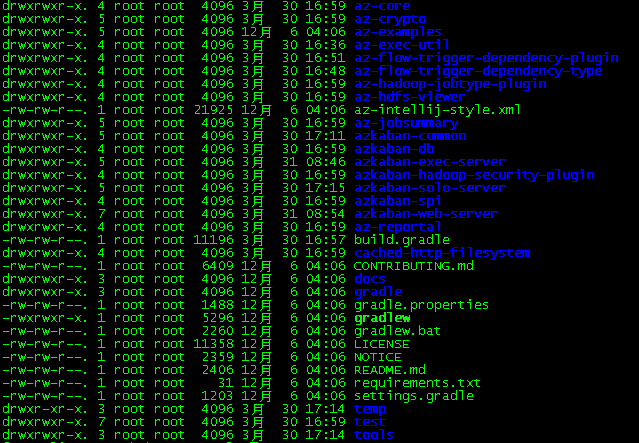 drwxrwxr-x. 4 root root  4096 3月  30 16:59 az-core
drwxrwxr-x. 5 root root  4096 3月  30 16:59 az-crypto
drwxrwxr-x. 5 root root  4096 12月  6 04:06 az-examples
drwxrwxr-x. 4 root root  4096 3月  30 16:36 az-exec-util
drwxrwxr-x. 4 root root  4096 3月  30 16:51 az-flow-trigger-dependency-plugin
drwxrwxr-x. 4 root root  4096 3月  30 16:48 az-flow-trigger-dependency-type
drwxrwxr-x. 4 root root  4096 3月  30 16:59 az-hadoop-jobtype-plugin
drwxrwxr-x. 4 root root  4096 3月  30 16:59 az-hdfs-viewer
-rw-rw-r--. 1 root root 21925 12月  6 04:06 az-intellij-style.xml
drwxrwxr-x. 5 root root  4096 3月  30 16:59 az-jobsummary
drwxrwxr-x. 5 root root  4096 3月  30 17:11 azkaban-common
drwxrwxr-x. 4 root root  4096 3月  30 16:59 azkaban-db
drwxrwxr-x. 5 root root  4096 3月  31 08:46 azkaban-exec-server
drwxrwxr-x. 4 root root  4096 3月  30 16:59 azkaban-hadoop-security-plugin
drwxrwxr-x. 5 root root  4096 3月  30 17:15 azkaban-solo-server
drwxrwxr-x. 4 root root  4096 3月  30 16:59 azkaban-spi
drwxrwxr-x. 7 root root  4096 3月  31 08:54 azkaban-web-server
drwxrwxr-x. 4 root root  4096 3月  30 16:59 az-reportal
-rw-rw-r--. 1 root root 11196 3月  30 16:57 build.gradle
drwxrwxr-x. 4 root root  4096 3月  30 16:59 cached-http-filesystem
-rw-rw-r--. 1 root root  6409 12月  6 04:06 CONTRIBUTING.md
drwxrwxr-x. 3 root root  4096 12月  6 04:06 docs
drwxrwxr-x. 3 root root  4096 12月  6 04:06 gradle
-rw-rw-r--. 1 root root  1488 12月  6 04:06 gradle.properties
-rwxrwxr-x. 1 root root  5296 12月  6 04:06 gradlew
-rw-rw-r--. 1 root root  2260 12月  6 04:06 gradlew.bat
-rw-rw-r--. 1 root root 11358 12月  6 04:06 LICENSE
-rw-rw-r--. 1 root root  2359 12月  6 04:06 NOTICE
-rw-rw-r--. 1 root root  2406 12月  6 04:06 README.md
-rw-rw-r--. 1 root root    31 12月  6 04:06 requirements.txt
-rw-rw-r--. 1 root root  1203 12月  6 04:06 settings.gradle
drwxr-xr-x. 3 root root  4096 3月  30 17:14 temp
drwxrwxr-x. 7 root root  4096 3月  30 16:59 test
drwxrwxr-x. 3 root root  4096 3月  30 17:14 tools